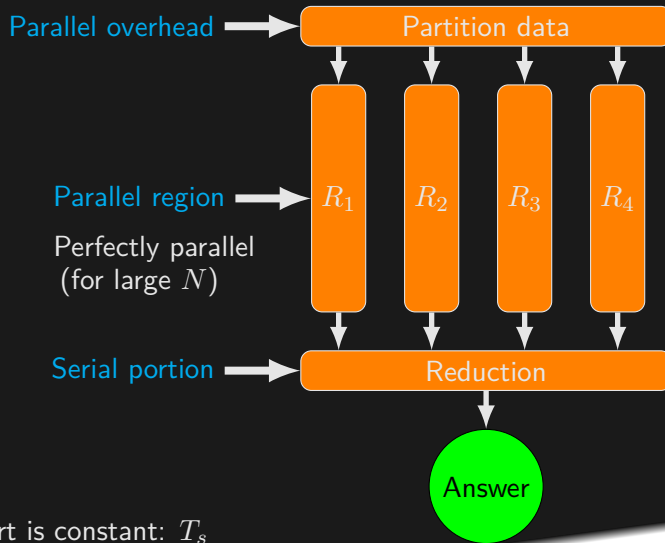 Parallel overhead Partition data
Parallel region R₁ R₂ R₃ R₄
Perfectly parallel
(for large N)
Serial portion Reduction
Answer
is constant: Tₛ